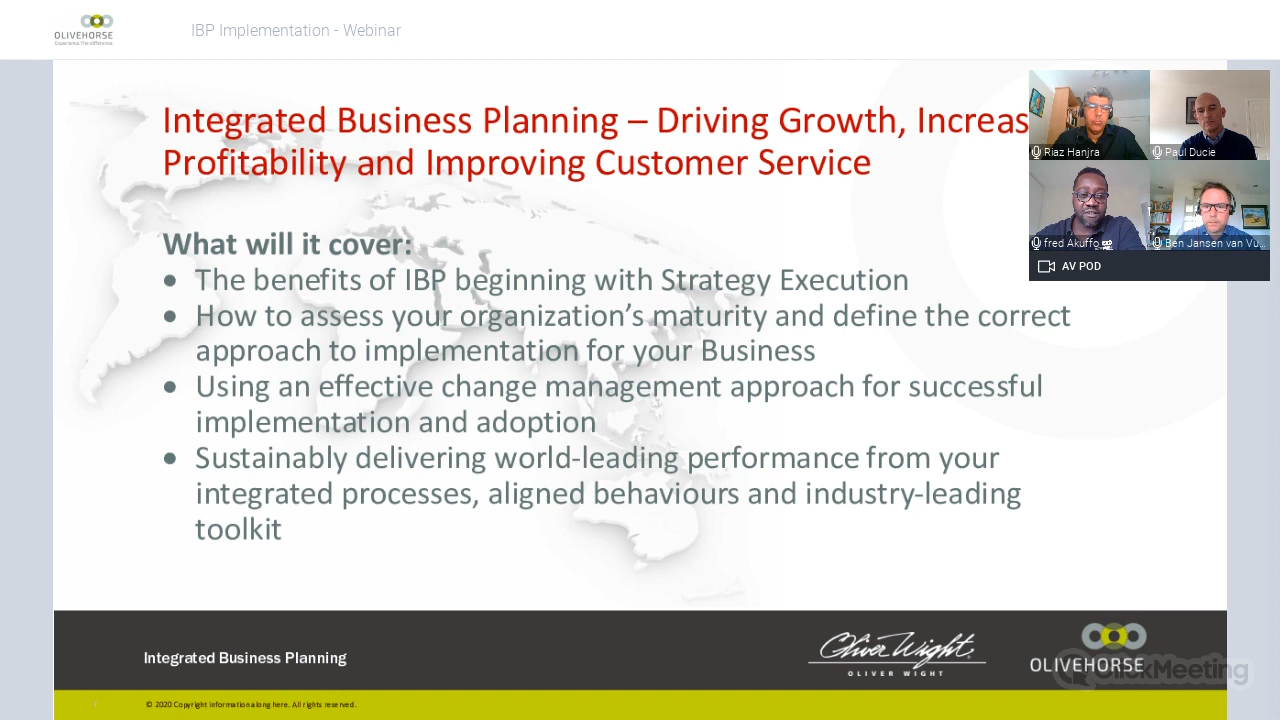 OLIVEHORSE
Experience. The difference.
IBP Implementation - Webinar
Integrated Business Planning – Driving Growth, Increas
Profitability and Improving Customer Service
What will it cover:
• The benefits of IBP beginning with Strategy Execution
• How to assess your organization's maturity and define the correct
approach to implementation for your Business
• Using an effective change management approach for successful
implementation and adoption
• Sustainably delivering world-leading performance from your
integrated processes, aligned behaviours and industry-leading
toolkit
Riaz Hanjra
Paul Ducie
fred Akuffo
Ben Jansen van Vu...
AV POD
Integrated Business Planning
Oliver Wight
OLIVER WIGHT
OLIVEHORSE
ClickMeeting
© 2020 Copyright information along here. All rights reserved.